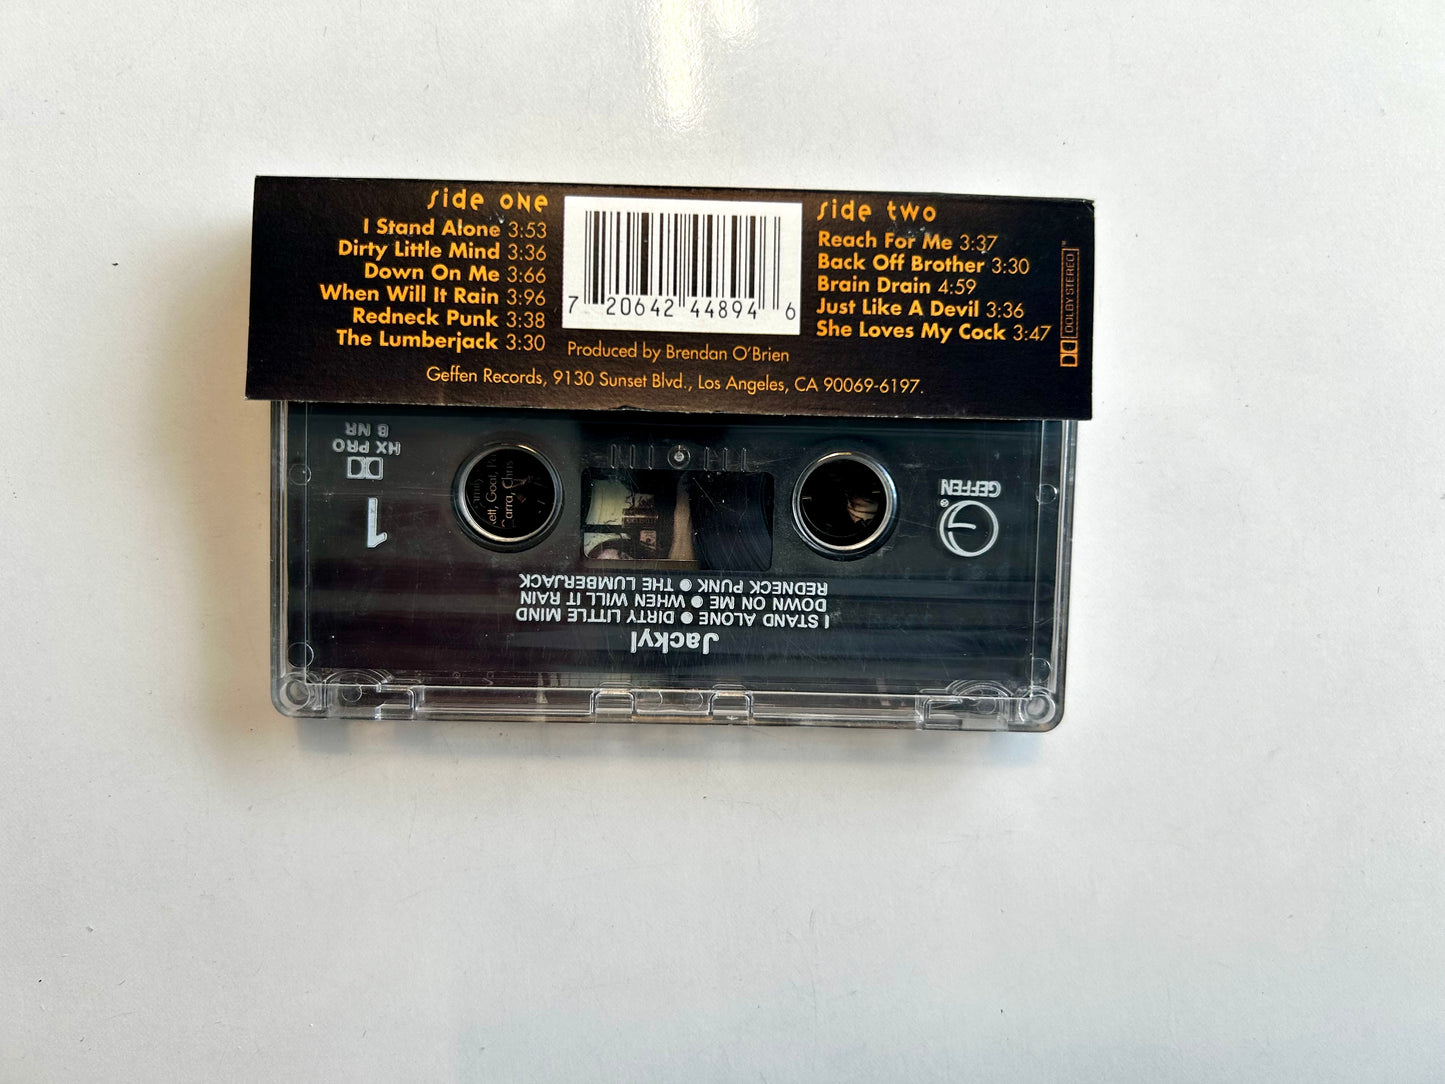 side one
I Stand Alone 3:53
Dirty Little Mind 3:36
Down On Me 3:66
When Will It Rain 3:96
Redneck Punk 3:38
The Lumberjack 3:30
7 20642 44894 6
Produced by Brendan O'Brien
side two
Reach For Me 3:37
Back Off Brother 3:30
Brain Drain 4:59
Just Like A Devil 3:36
She Loves My Cock 3:47
DOLBY STEREO
Geffen Records, 9130 Sunset Blvd., Los Angeles, CA 90069-6197.
Jackyl
I STAND ALONE ● DIRTY LITTLE MIND
DOWN ON ME ● WHEN WILL IT RAIN
REDNECK PUNK ● THE LUMBERJACK
GEFFEN
1
HX PRO
B NR
Goat,
Carra, Chris